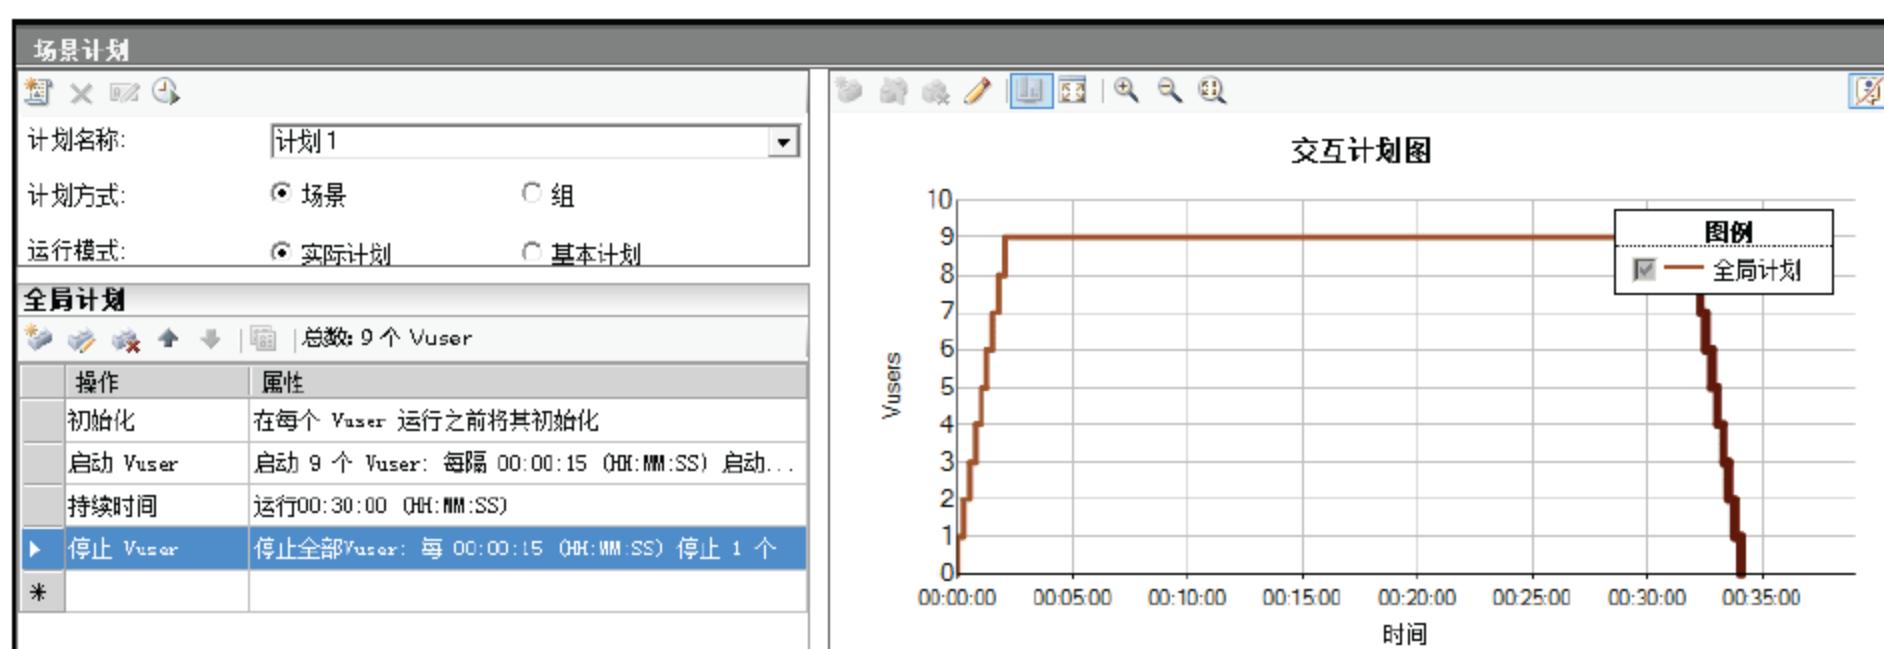 场景计划
计划名称:
计划1
计划方式:
场景
组
运行模式:
实际计划
基本计划
全局计划
总数: 9 个 Vuser
操作 属性
初始化 在每个 Vuser 运行之前将其初始化
启动 Vuser 启动 9 个 Vuser: 每隔 00:00:15 (HH:MM:SS) 启动...
持续时间 运行00:30:00 (HH:MM:SS)
停止 Vuser 停止全部Vuser: 每 00:00:15 (HH:MM:SS) 停止 1 个
*
交互计划图
10
9
8
7
6
5
4
3
2
1
0
Vusers
图例
全局计划
00:00:00 00:05:00 00:10:00 00:15:00 00:20:00 00:25:00 00:30:00 00:35:00
时间